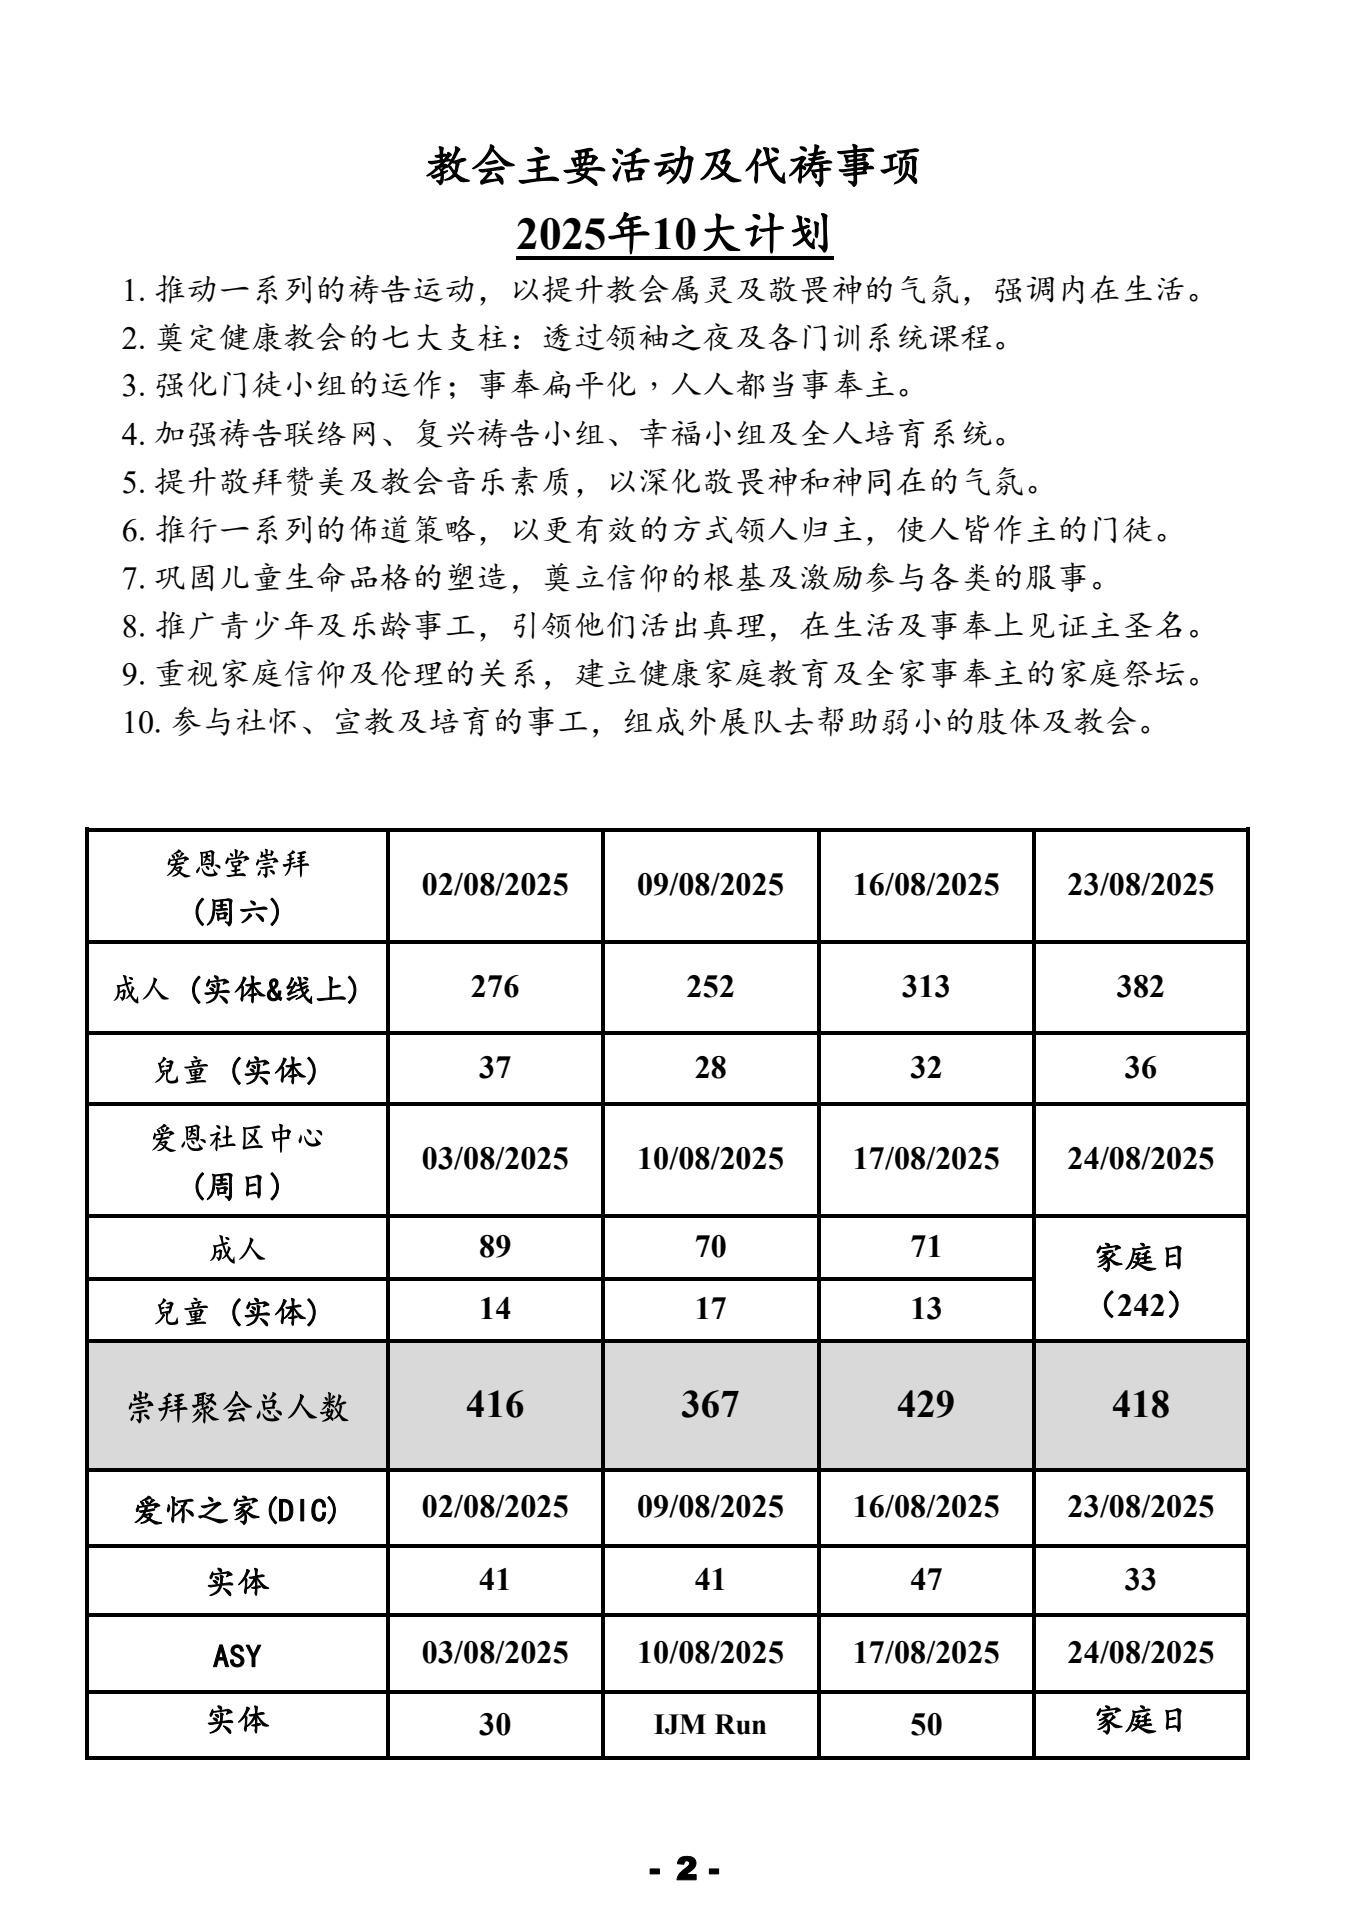 教会主要活动及代祷事项
2025年10大计划
1. 推动一系列的祷告运动，以提升教会属灵及敬畏神的气氛，强调内在生活。
2. 奠定健康教会的七大支柱：透过领袖之夜及各门训系统课程。
3. 强化门徒小组的运作；事奉扁平化，人人都当事奉主。
4. 加强祷告联络网、复兴祷告小组、幸福小组及全人培育系统。
5. 提升敬拜赞美及教会音乐素质，以深化敬畏神和神同在的气氛。
6. 推行一系列的佈道策略，以更有效的方式领人归主，使人皆作主的门徒。
7. 巩固儿童生命品格的塑造，奠立信仰的根基及激励参与各类的服事。
8. 推广青少年及乐龄事工，引领他们活出真理，在生活及事奉上见证主圣名。
9. 重视家庭信仰及伦理的关系，建立健康家庭教育及全家事奉主的家庭祭坛。
10. 参与社怀、宣教及培育的事工，组成外展队去帮助弱小的肢体及教会。
爱恩堂崇拜
(周六) 02/08/2025 09/08/2025 16/08/2025 23/08/2025
成人 (实体&线上) 276 252 313 382
兒童 (实体) 37 28 32 36
爱恩社区中心
(周日) 03/08/2025 10/08/2025 17/08/2025 24/08/2025
成人 89 70 71 家庭日
兒童 (实体) 14 17 13 （242）
崇拜聚会总人数 416 367 429 418
爱怀之家(DIC) 02/08/2025 09/08/2025 16/08/2025 23/08/2025
实体 41 41 47 33
ASY 03/08/2025 10/08/2025 17/08/2025 24/08/2025
实体 30 IJM Run 50 家庭日
- 2 -